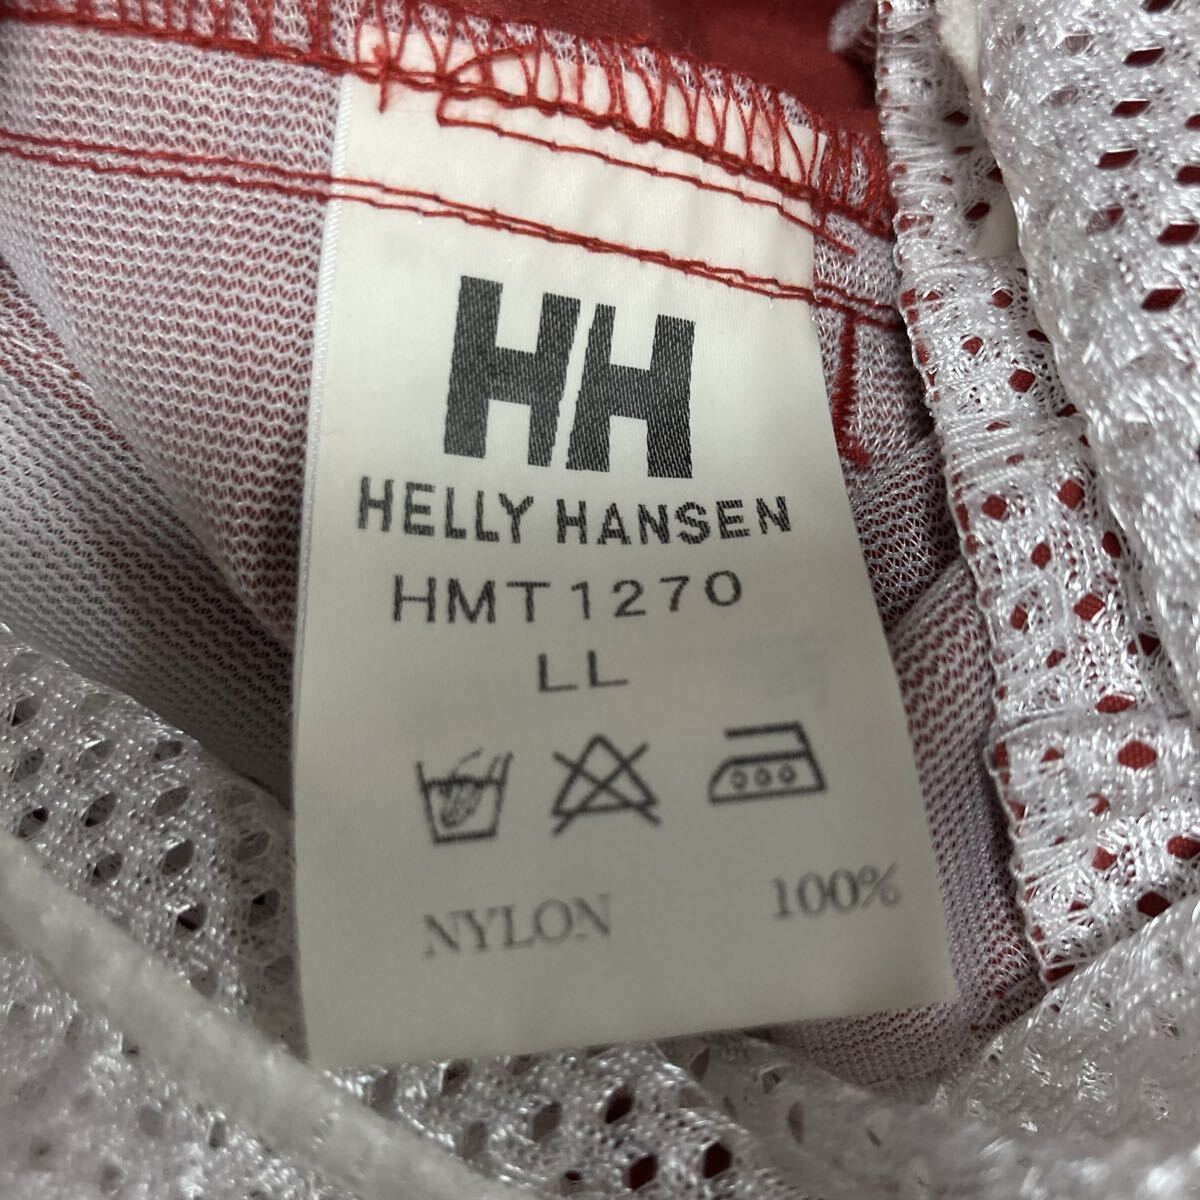 HH
HELLY HANSEN
HMT1270
LL
NYLON 100%